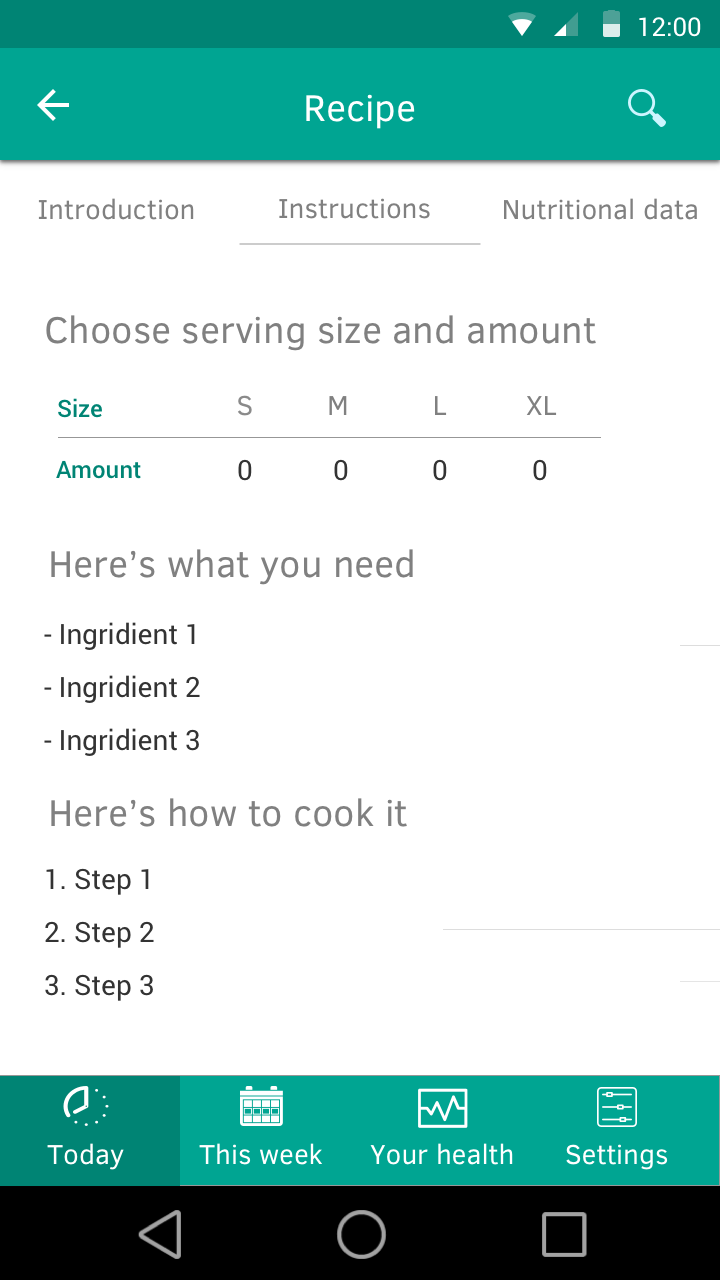 12:00
Recipe
Introduction Instructions Nutritional data
Choose serving size and amount
Size S M L XL
Amount 0 0 0 0
Here’s what you need
- Ingridient 1
- Ingridient 2
- Ingridient 3
Here’s how to cook it
1. Step 1
2. Step 2
3. Step 3
Today This week Your health Settings